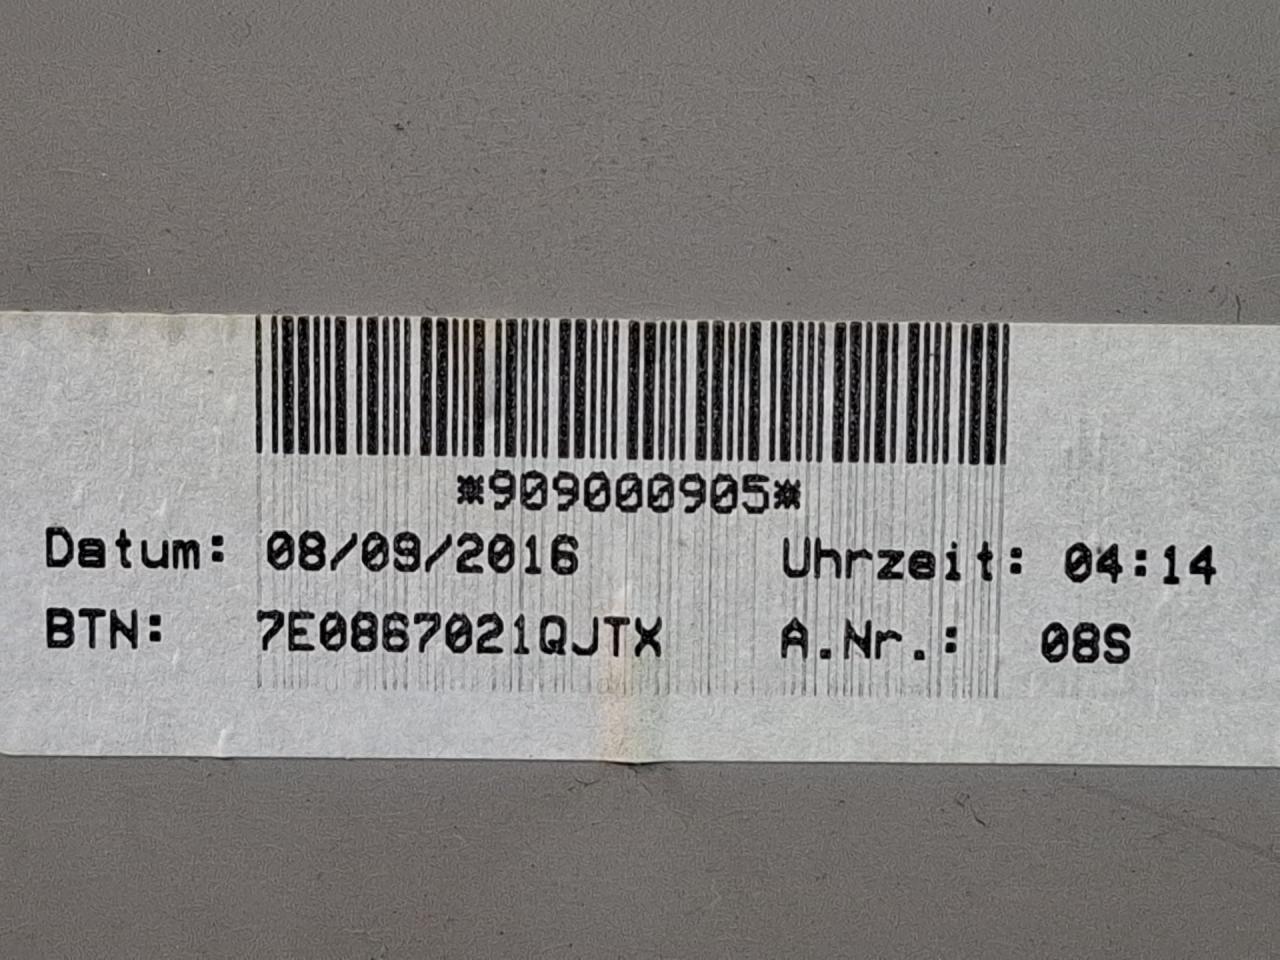 *909000905*
Datum: 08/09/2016 Uhrzeit: 04:14
BTN: 7E0867021QJTX A.Nr.: 08S